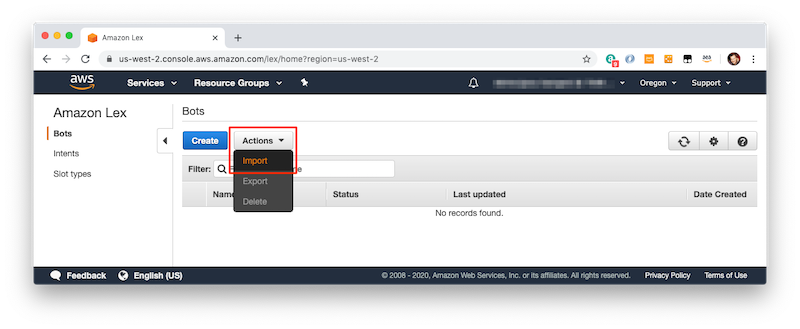 Amazon Lex
us-west-2.console.aws.amazon.com/lex/home?region=us-west-2
aws Services Resource Groups Oregon Support
Amazon Lex
Bots
Intents
Slot types
Bots
Create Actions
Import
Export
Delete
Filter:
Status Last updated Date Created
No records found.
Feedback English (US) © 2008 - 2020, Amazon Web Services, Inc. or its affiliates. All rights reserved. Privacy Policy Terms of Use